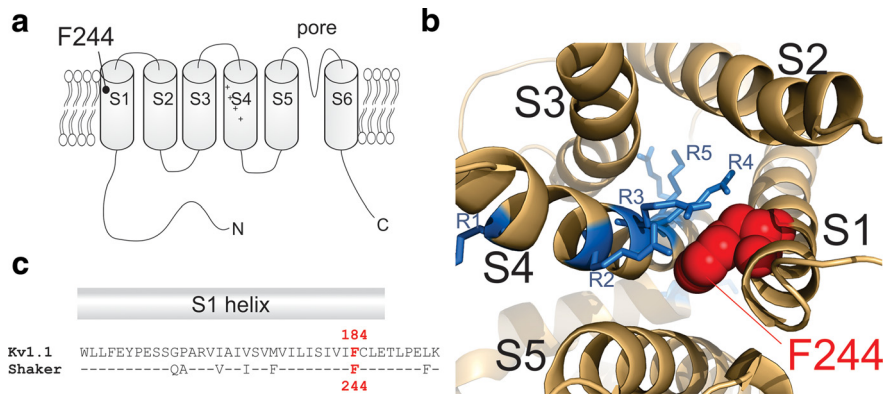 a
F244
pore
S1 S2 S3 S4 S5 S6
+
+
+
+
N
C
b
S2
S3
R5
R4
R3
R1
S1
S4
R2
S5
F244
c
S1 helix
184
Kv1.1 WLLFEYPESSGPARVIAIVSVMVILISIVIFCLETLPELK
Shaker ----------QA---V--I--F--------F-------F-
244